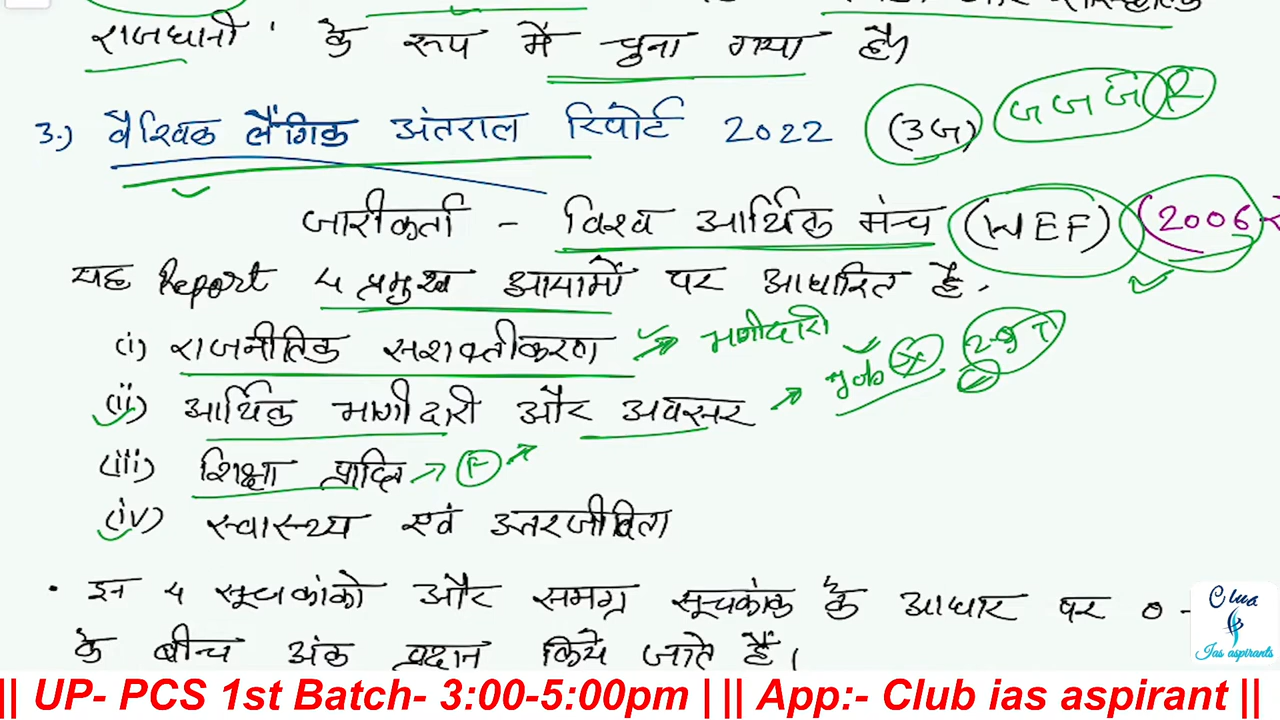 राजधानी' के रूप में चुना गया है।
3.) वैश्विक लैंगिक अंतराल रिपोर्ट 2022 (3ज) ज ज ज R
जारीकर्ता - विश्व आर्थिक मंच (WEF) (2006 से
यह Report 4 प्रमुख आयामों पर आधारित है.
(i) राजनीतिक सशक्तीकरण → भागीदारी
(ii) आर्थिक भागीदारी और अवसर → Job
(iii) शिक्षा प्राप्ति → F →
(iv) स्वास्थ्य एवं उत्तरजीविता
• इन 4 सूचकांको और समग्र सूचकांक के आधार पर 0 -
के बीच अंक प्रदान किये जाते हैं।
Club
Ias aspirants
|| UP- PCS 1st Batch- 3:00-5:00pm | || App:- Club ias aspirant ||